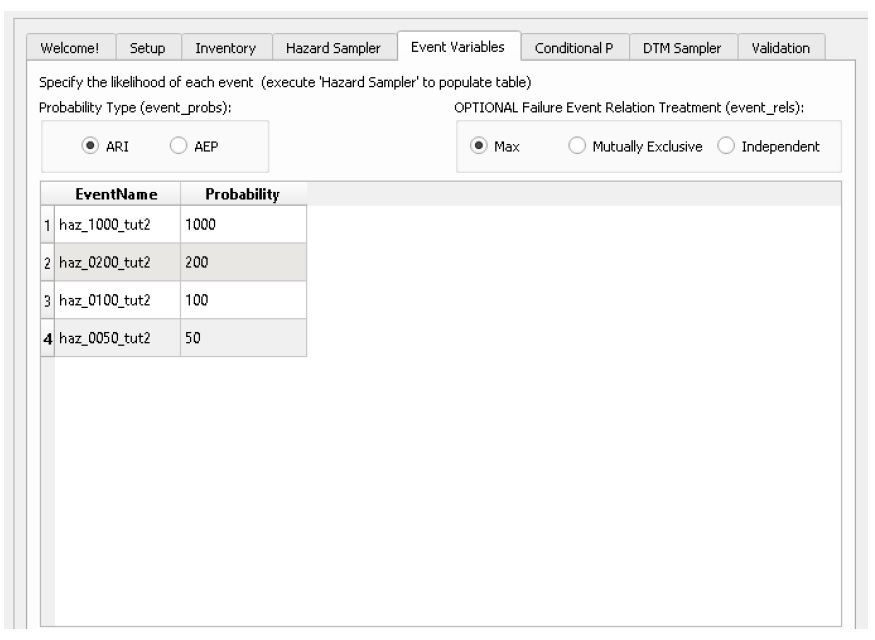 Welcome! Setup Inventory Hazard Sampler Event Variables Conditional P DTM Sampler Validation
Specify the likelihood of each event (execute 'Hazard Sampler' to populate table)
Probability Type (event_probs): OPTIONAL Failure Event Relation Treatment (event_rels):
ARI AEP Max Mutually Exclusive Independent
EventName Probability
1 haz_1000_tut2 1000
2 haz_0200_tut2 200
3 haz_0100_tut2 100
4 haz_0050_tut2 50